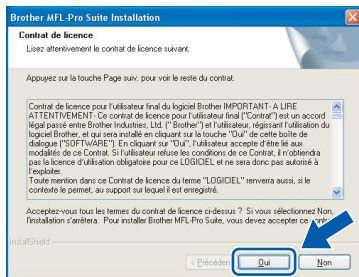 Brother MFL-Pro Suite Installation
Contrat de licence
Lisez attentivement le contrat de licence suivant.
Appuyez sur la touche Page suiv. pour voir le reste du contrat.
Contrat de licence pour l'utilisateur final du logiciel Brother IMPORTANT- A LIRE
ATTENTIVEMENT- Ce contrat de licence pour l'utilisateur final ("Contrat") est un accord
légal passé entre Brother Industries, Ltd. (" Brother") et l'utilisateur, régissant l'utilisation du
logiciel Brother, et qui sera installé en cliquant sur la touche "Oui" de cette boîte de
dialogue ("SOFTWARE"). En cliquant sur "Oui", l'utilisateur accepte d'être lié aux
modalités de ce Contrat. Si l'utilisateur refuse les conditions de ce Contrat, il n'obtiendra
pas la licence d'utilisation obligatoire pour ce LOGICIEL et ne sera donc pas autorisé à
l'exploiter.
Toute mention dans ce Contrat de licence du terme "LOGICIEL" renverra aussi, si le
contexte le permet, au support sur lequel il est enregistré.
Acceptez-vous tous les termes du contrat de licence ci-dessus ? Si vous sélectionnez Non,
l'installation s'arrêtera. Pour installer Brother MFL-Pro Suite, vous devez accepter ce
InstallShield
< Précéden
Oui
Non